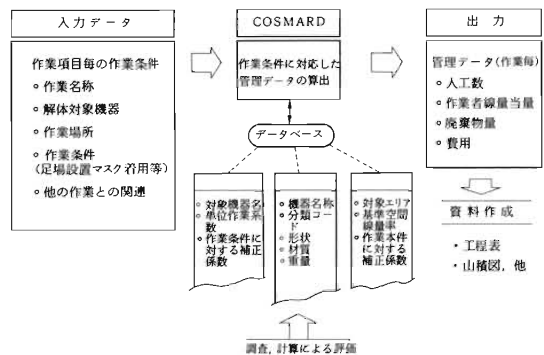 入力データ
作業項目毎の作業条件
○作業名称
○解体対象機器
○作業場所
○作業条件
(足場設置マスク着用等)
○他の作業との関連
COSMARD
作業条件に対応した
管理データの算出
データベース
○対象機器名
○単位作業系
数
○作業条件に
対する補正
係数
○機器名称
○分類コー
ド
○形状
○材質
○重量
○対象エリア
○基準空間
線量率
○作業本件
に対する
補正係数
調査,計算による評価
出力
管理データ(作業毎)
○人工数
○作業者線量当量
○廃棄物量
○費用
資料作成
・工程表
・山積図,他